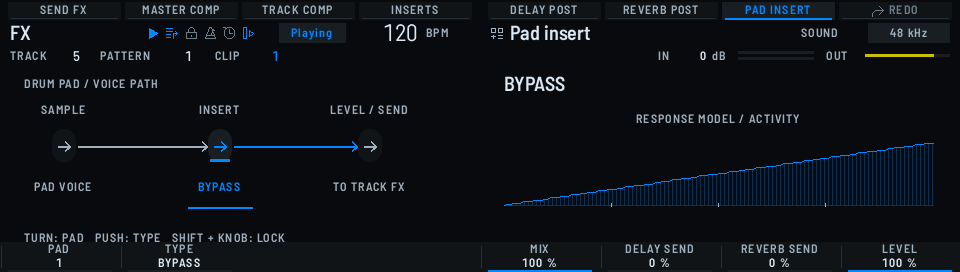 SEND FX MASTER COMP TRACK COMP INSERTS DELAY POST REVERB POST PAD INSERT REDO
FX Playing 120 BPM Pad insert SOUND 48 kHz
TRACK 5 PATTERN 1 CLIP 1 IN 0 dB OUT
DRUM PAD / VOICE PATH
BYPASS
SAMPLE INSERT LEVEL / SEND
RESPONSE MODEL / ACTIVITY
PAD VOICE BYPASS TO TRACK FX
TURN: PAD PUSH: TYPE SHIFT + KNOB: LOCK
PAD TYPE MIX DELAY SEND REVERB SEND LEVEL
1 BYPASS 100 % 0 % 0 % 100 %